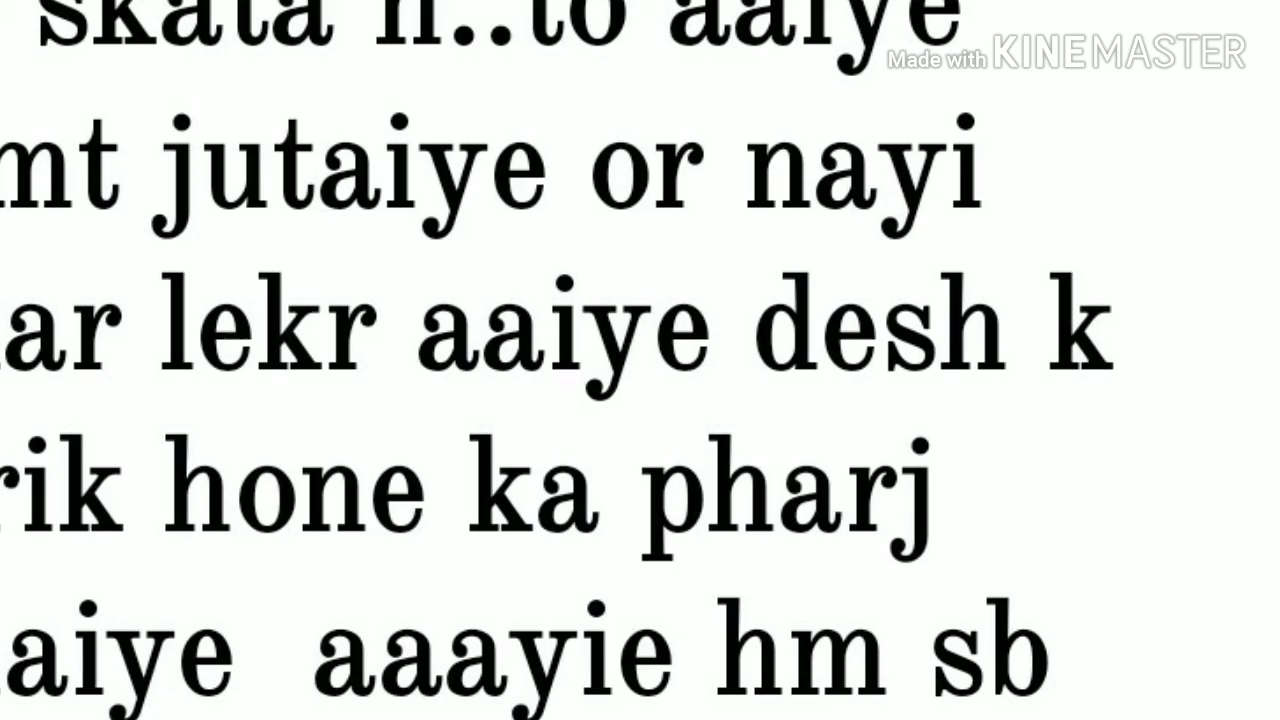 skata h..to aaiye
Made with KINEMASTER
mt jutaiye or nayi
ar lekr aaiye desh k
rik hone ka pharj
aiye aaayie hm sb